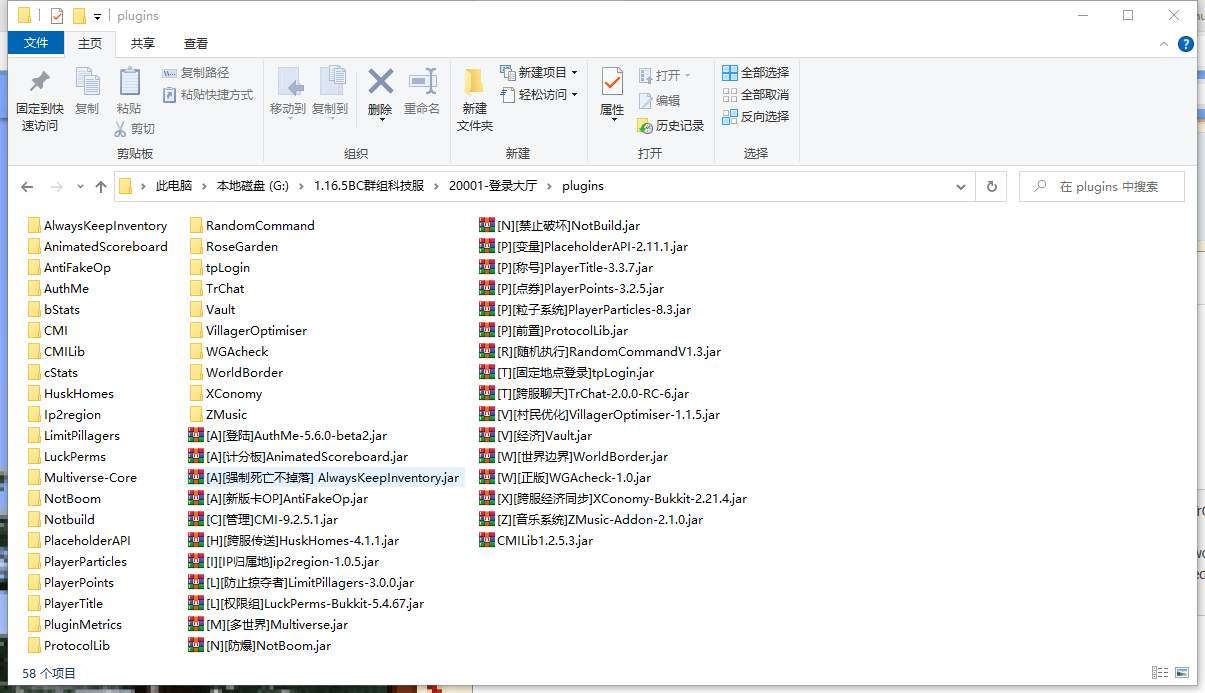 plugins
文件 主页 共享 查看
固定到快速访问
复制
粘贴
复制路径
粘贴快捷方式
剪切
剪贴板
移动到
复制到
删除
重命名
组织
新建文件夹
新建项目
轻松访问
新建
属性
打开
编辑
历史记录
打开
全部选择
全部取消
反向选择
选择
此电脑 › 本地磁盘 (G:) › 1.16.5BC群组科技服 › 20001-登录大厅 › plugins
在 plugins 中搜索
AlwaysKeepInventory
AnimatedScoreboard
AntiFakeOp
AuthMe
bStats
CMI
CMILib
cStats
HuskHomes
Ip2region
LimitPillagers
LuckPerms
Multiverse-Core
NotBoom
Notbuild
PlaceholderAPI
PlayerParticles
PlayerPoints
PlayerTitle
PluginMetrics
ProtocolLib
RandomCommand
RoseGarden
tpLogin
TrChat
Vault
VillagerOptimiser
WGAcheck
WorldBorder
XConomy
ZMusic
[A][登陆]AuthMe-5.6.0-beta2.jar
[A][计分板]AnimatedScoreboard.jar
[A][强制死亡不掉落] AlwaysKeepInventory.jar
[A][新版卡OP]AntiFakeOp.jar
[C][管理]CMI-9.2.5.1.jar
[H][跨服传送]HuskHomes-4.1.1.jar
[I][IP归属地]ip2region-1.0.5.jar
[L][防止掠夺者]LimitPillagers-3.0.0.jar
[L][权限组]LuckPerms-Bukkit-5.4.67.jar
[M][多世界]Multiverse.jar
[N][防爆]NotBoom.jar
[N][禁止破坏]NotBuild.jar
[P][变量]PlaceholderAPI-2.11.1.jar
[P][称号]PlayerTitle-3.3.7.jar
[P][点券]PlayerPoints-3.2.5.jar
[P][粒子系统]PlayerParticles-8.3.jar
[P][前置]ProtocolLib.jar
[R][随机执行]RandomCommandV1.3.jar
[T][固定地点登录]tpLogin.jar
[T][跨服聊天]TrChat-2.0.0-RC-6.jar
[V][村民优化]VillagerOptimiser-1.1.5.jar
[V][经济]Vault.jar
[W][世界边界]WorldBorder.jar
[W][正版]WGAcheck-1.0.jar
[X][跨服经济同步]XConomy-Bukkit-2.21.4.jar
[Z][音乐系统]ZMusic-Addon-2.1.0.jar
CMILib1.2.5.3.jar
58 个项目